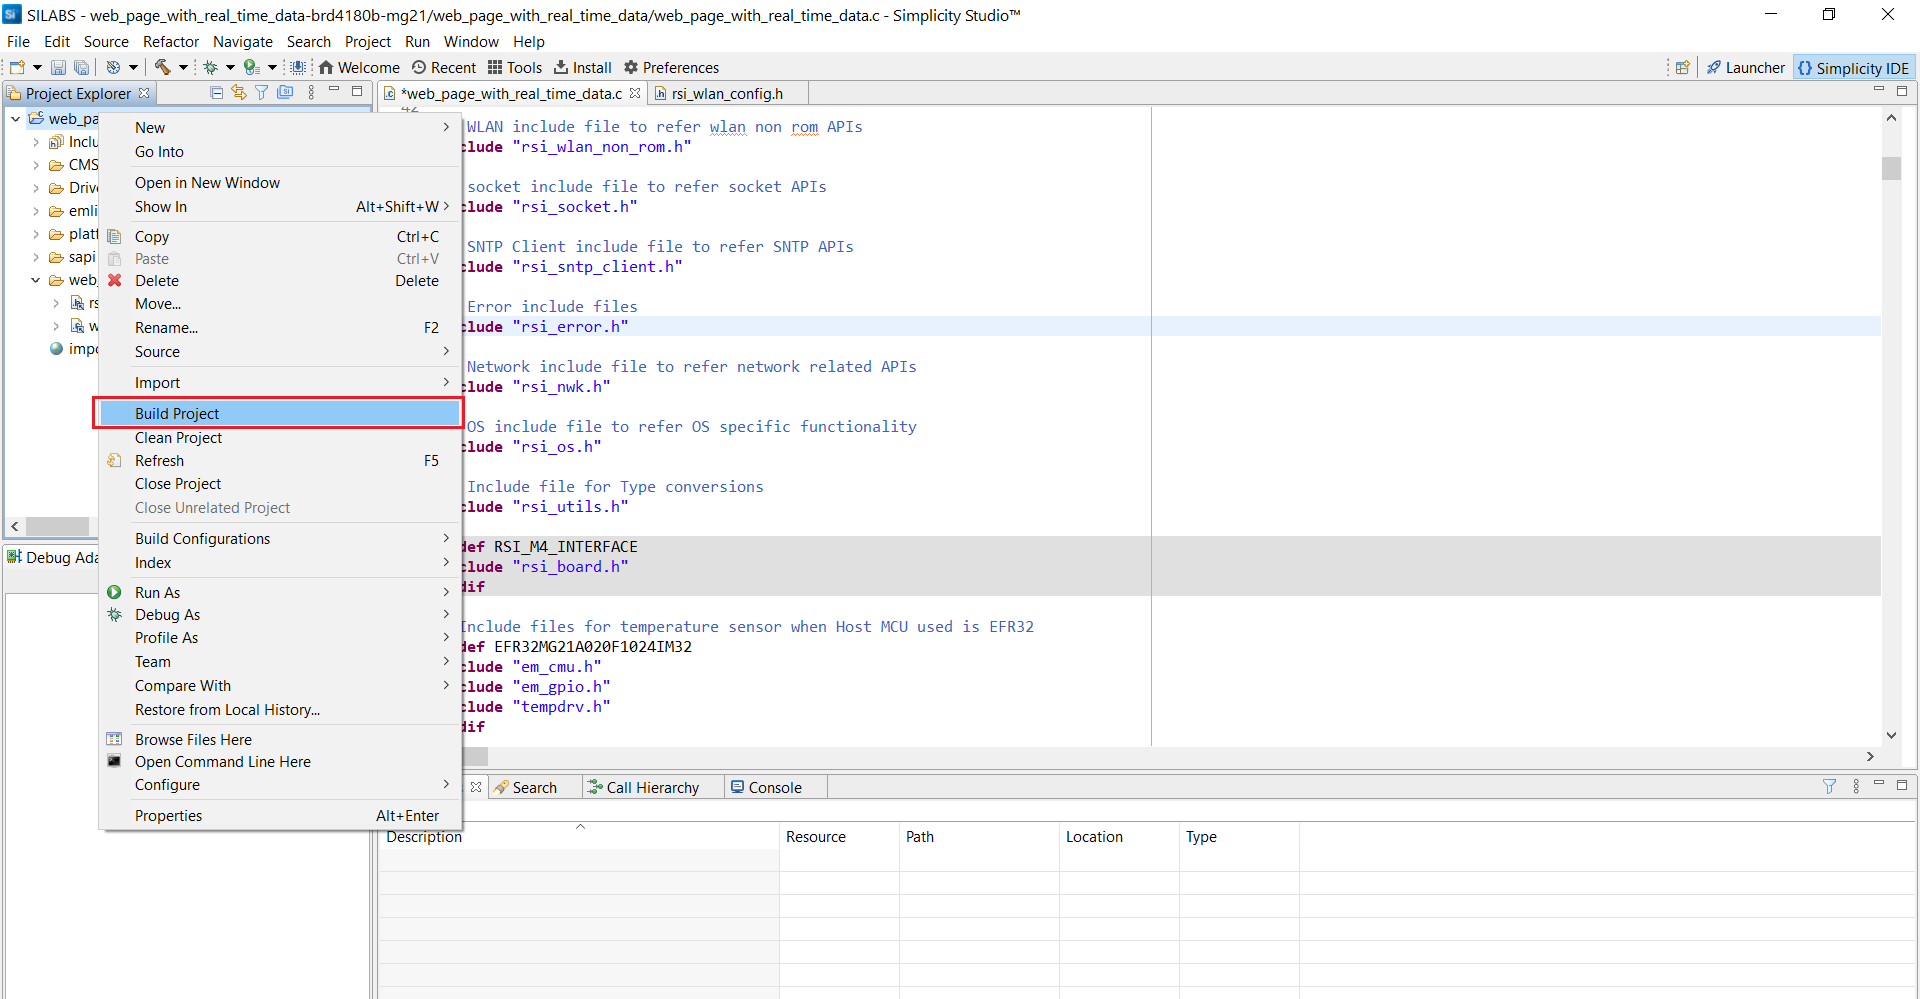 SILABS - web_page_with_real_time_data-brd4180b-mg21/web_page_with_real_time_data/web_page_with_real_time_data.c - Simplicity Studio™
File Edit Source Refactor Navigate Search Project Run Window Help
Welcome Recent Tools Install Preferences Launcher {} Simplicity IDE
Project Explorer
*web_page_with_real_time_data.c rsi_wlan_config.h
web_pa
Inclu
CMS
Drive
emli
platf
sapi
web_
rs
w
impo
Debug Ada
New
Go Into
Open in New Window
Show In Alt+Shift+W
Copy Ctrl+C
Paste Ctrl+V
Delete Delete
Move...
Rename... F2
Source
Import
Build Project
Clean Project
Refresh F5
Close Project
Close Unrelated Project
Build Configurations
Index
Run As
Debug As
Profile As
Team
Compare With
Restore from Local History...
Browse Files Here
Open Command Line Here
Configure
Properties Alt+Enter
42
WLAN include file to refer wlan non rom APIs
clude "rsi_wlan_non_rom.h"
socket include file to refer socket APIs
clude "rsi_socket.h"
SNTP Client include file to refer SNTP APIs
clude "rsi_sntp_client.h"
Error include files
clude "rsi_error.h"
Network include file to refer network related APIs
clude "rsi_nwk.h"
OS include file to refer OS specific functionality
clude "rsi_os.h"
Include file for Type conversions
clude "rsi_utils.h"
def RSI_M4_INTERFACE
clude "rsi_board.h"
dif
Include files for temperature sensor when Host MCU used is EFR32
def EFR32MG21A020F1024IM32
clude "em_cmu.h"
clude "em_gpio.h"
clude "tempdrv.h"
dif
Search Call Hierarchy Console
Description Resource Path Location Type